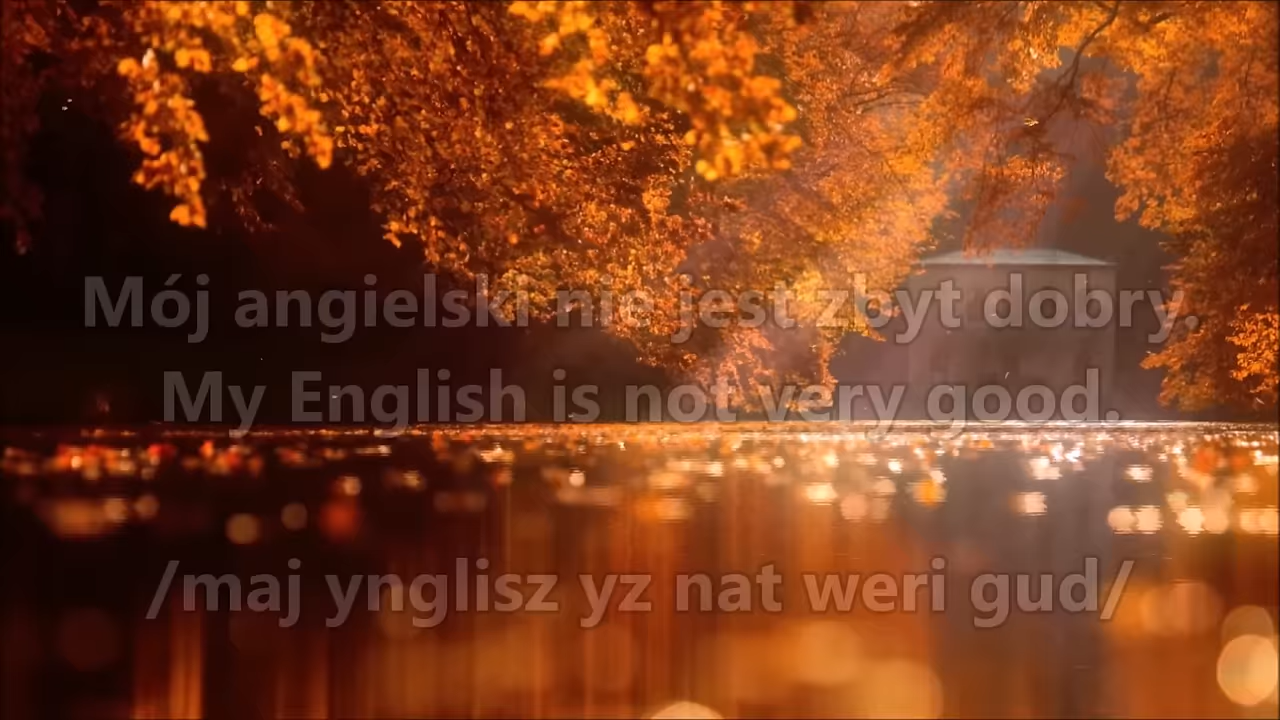 Mój angielski nie jest zbyt dobry.
My English is not very good.
/maj ynglisz yz nat weri gud/